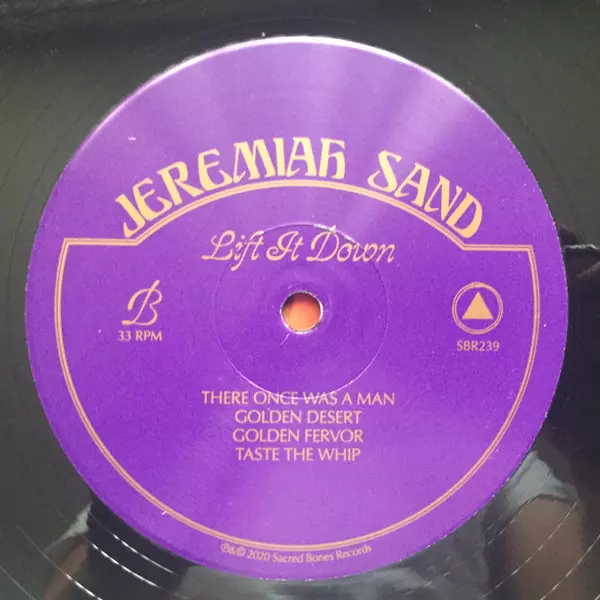 JEREMIAH SAND
Lift It Down
B
33 RPM
SBR239
THERE ONCE WAS A MAN
GOLDEN DESERT
GOLDEN FERVOR
TASTE THE WHIP
℗&© 2020 Sacred Bones Records